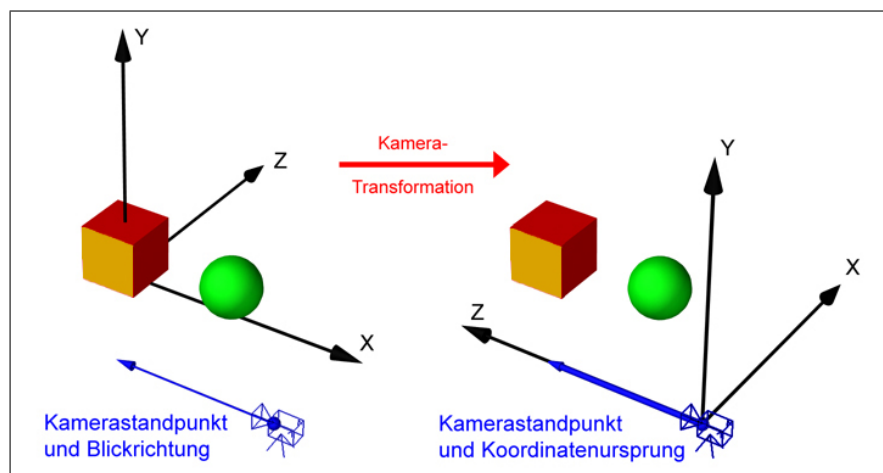 Y
Z
X
Kamerastandpunkt
und Blickrichtung
Kamera-
Transformation
Y
X
Z
Kamerastandpunkt
und Koordinatenursprung